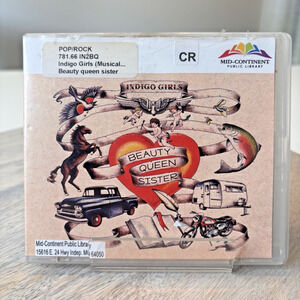 POP/ROCK
781.66 IN2BQ
Indigo Girls (Musical...
Beauty queen sister
CR
MID-CONTINENT
PUBLIC LIBRARY
INDIGO GIRLS
BEAUTY
QUEEN
SISTER
Mid-Continent Public Library
15616 E. 24 Hwy Indep. MO 64050